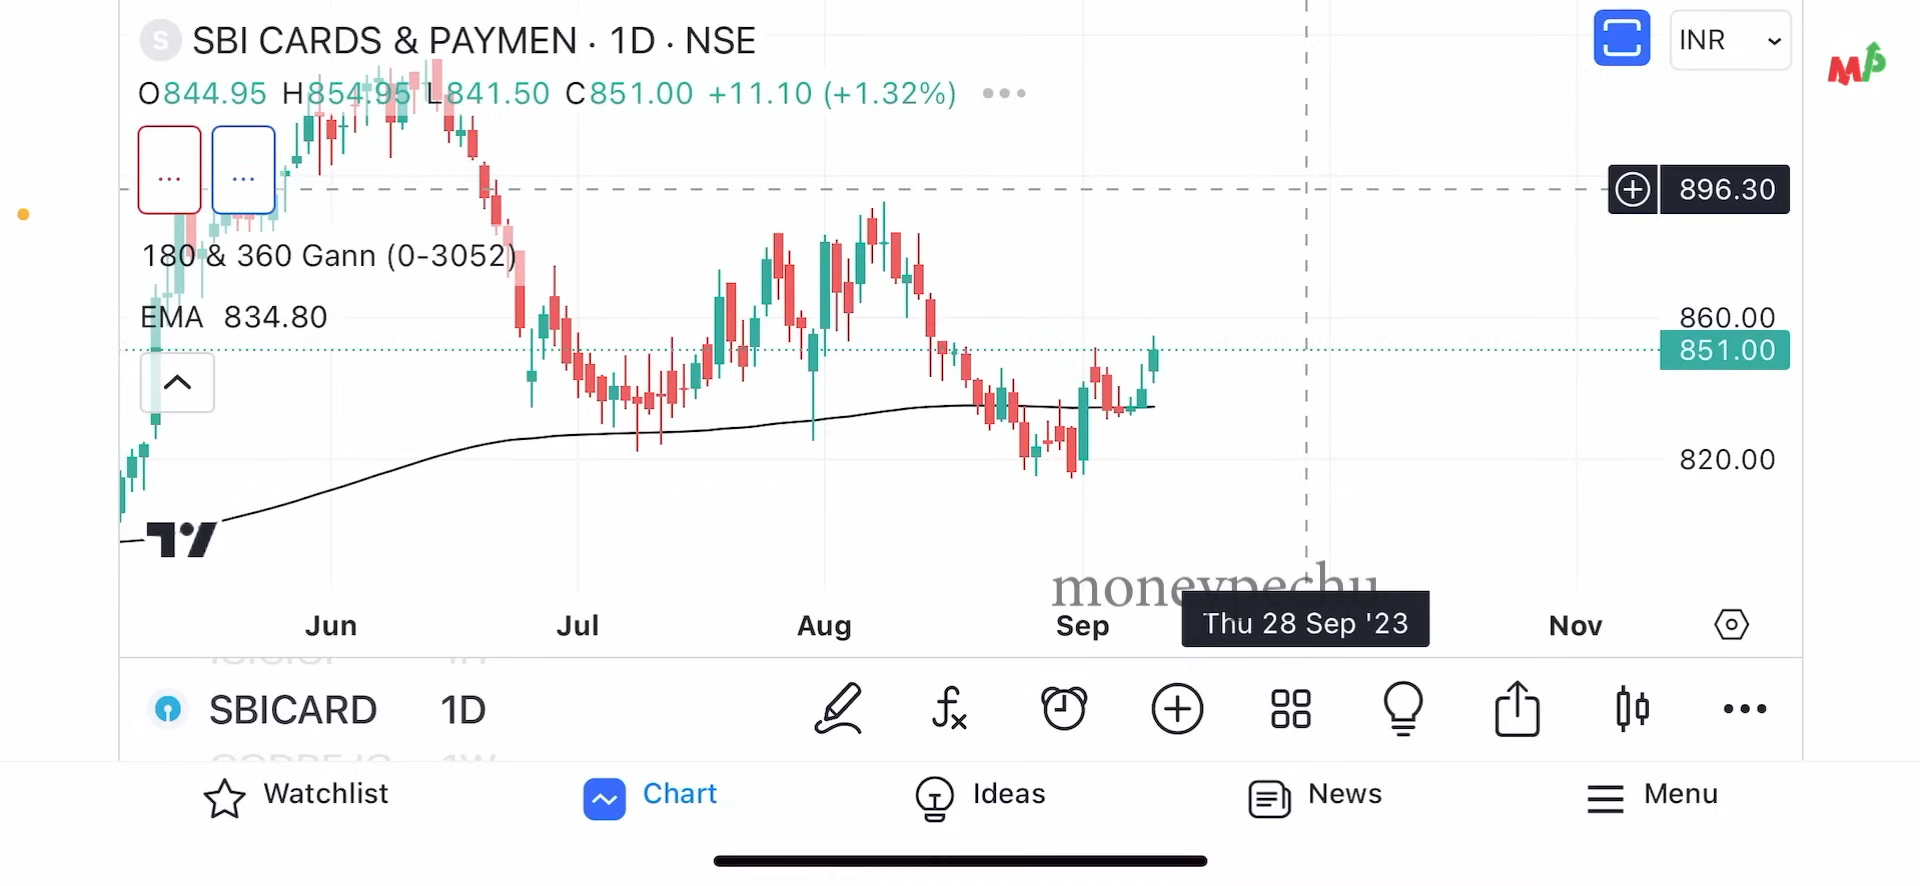 SBI CARDS & PAYMEN · 1D · NSE
INR
MP
O844.95 H854.95 L841.50 C851.00 +11.10 (+1.32%)
896.30
180 & 360 Gann (0-3052)
EMA 834.80
860.00
851.00
820.00
moneypechu
Jun Jul Aug Sep Thu 28 Sep '23 Nov
SBICARD 1D
Watchlist Chart Ideas News Menu